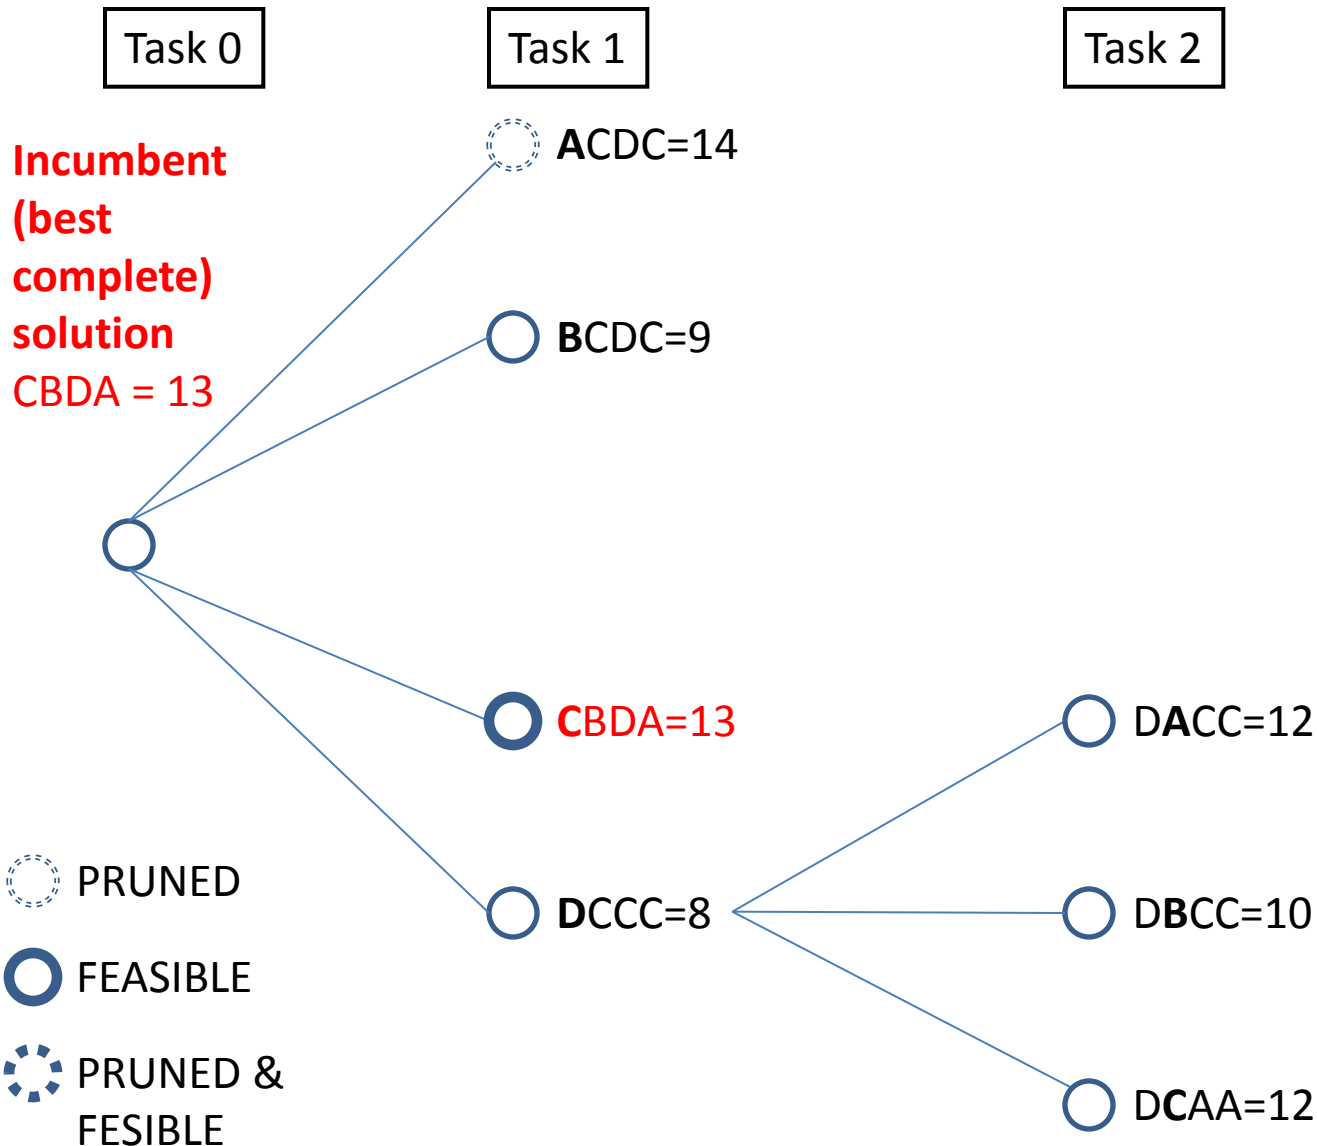 Task 0
Task 1
Task 2
Incumbent
(best
complete)
solution
CBDA = 13
ACDC=14
BCDC=9
CBDA=13
DCCC=8
DACC=12
DBCC=10
DCAA=12
PRUNED
FEASIBLE
PRUNED &
FESIBLE